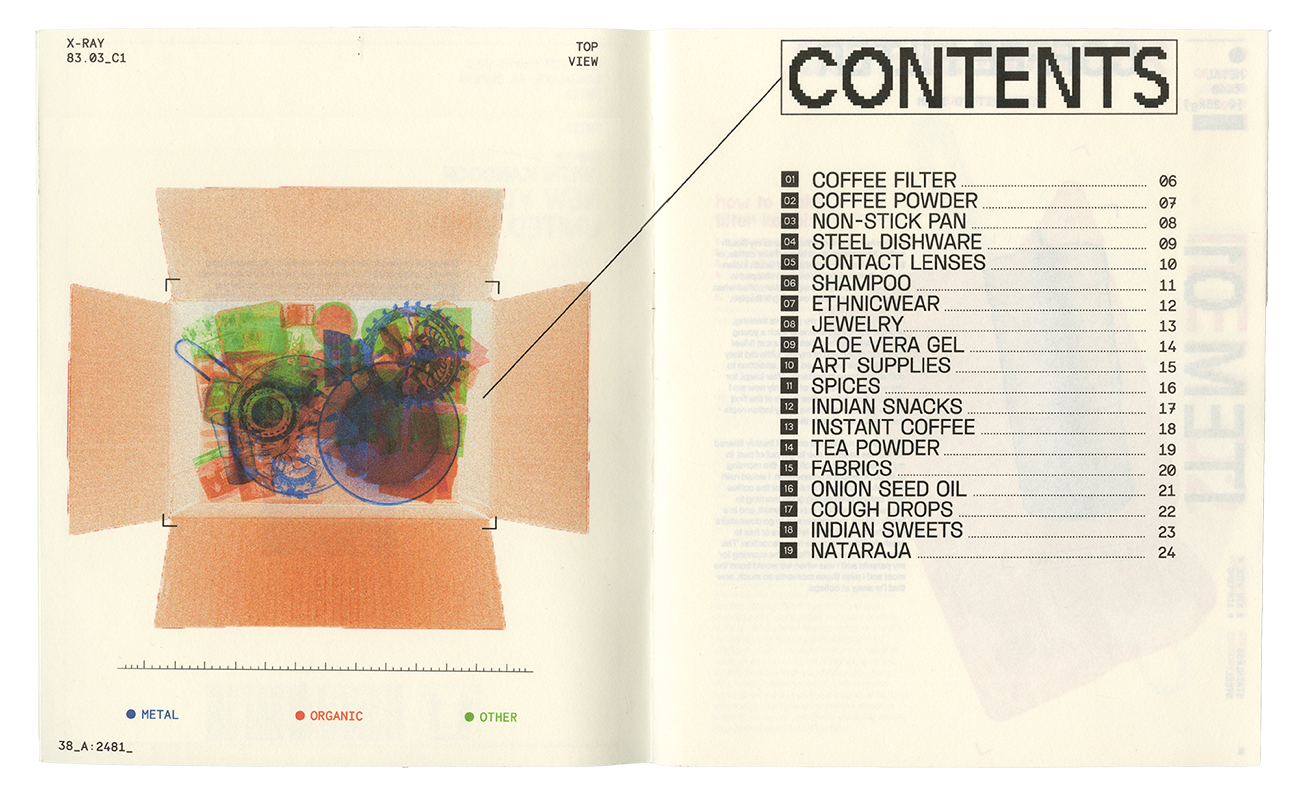 X-RAY
83.03_C1
TOP
VIEW
METAL
ORGANIC
OTHER
38_A:2481_
CONTENTS
01 COFFEE FILTER 06
02 COFFEE POWDER 07
03 NON-STICK PAN 08
04 STEEL DISHWARE 09
05 CONTACT LENSES 10
06 SHAMPOO 11
07 ETHNICWEAR 12
08 JEWELRY 13
09 ALOE VERA GEL 14
10 ART SUPPLIES 15
11 SPICES 16
12 INDIAN SNACKS 17
13 INSTANT COFFEE 18
14 TEA POWDER 19
15 FABRICS 20
16 ONION SEED OIL 21
17 COUGH DROPS 22
18 INDIAN SWEETS 23
19 NATARAJA 24